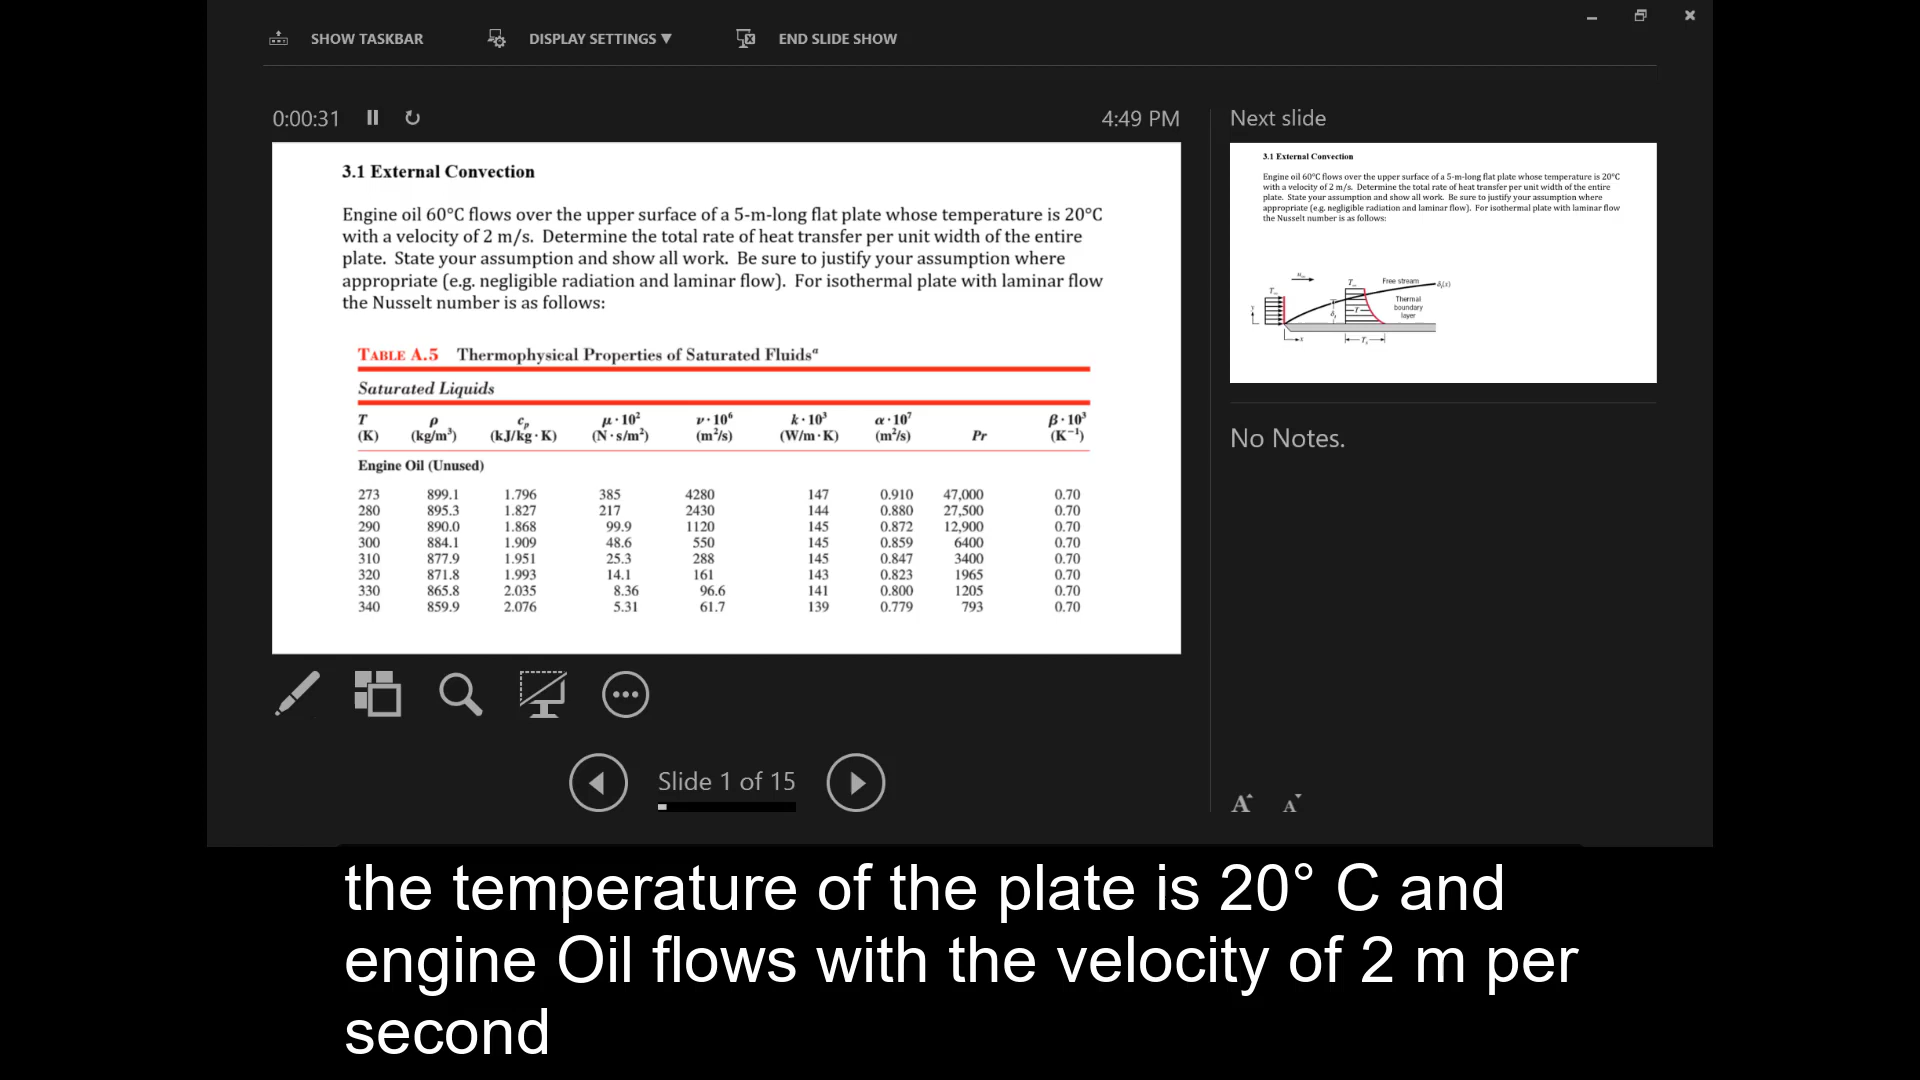 SHOW TASKBAR DISPLAY SETTINGS ▼ END SLIDE SHOW
0:00:31 4:49 PM
3.1 External Convection
Engine oil 60°C flows over the upper surface of a 5-m-long flat plate whose temperature is 20°C
with a velocity of 2 m/s. Determine the total rate of heat transfer per unit width of the entire
plate. State your assumption and show all work. Be sure to justify your assumption where
appropriate (e.g. negligible radiation and laminar flow). For isothermal plate with laminar flow
the Nusselt number is as follows:
TABLE A.5 Thermophysical Properties of Saturated Fluidsᵃ
Saturated Liquids
T ρ cₚ μ · 10² ν · 10⁶ k · 10³ α · 10⁷ β · 10³
(K) (kg/m³) (kJ/kg · K) (N · s/m²) (m²/s) (W/m · K) (m²/s) Pr (K⁻¹)
Engine Oil (Unused)
273 899.1 1.796 385 4280 147 0.910 47,000 0.70
280 895.3 1.827 217 2430 144 0.880 27,500 0.70
290 890.0 1.868 99.9 1120 145 0.872 12,900 0.70
300 884.1 1.909 48.6 550 145 0.859 6400 0.70
310 877.9 1.951 25.3 288 145 0.847 3400 0.70
320 871.8 1.993 14.1 161 143 0.823 1965 0.70
330 865.8 2.035 8.36 96.6 141 0.800 1205 0.70
340 859.9 2.076 5.31 61.7 139 0.779 793 0.70
Slide 1 of 15
Next slide
3.1 External Convection
Engine oil 60°C flows over the upper surface of a 5-m-long flat plate whose temperature is 20°C
with a velocity of 2 m/s. Determine the total rate of heat transfer per unit width of the entire
plate. State your assumption and show all work. Be sure to justify your assumption where
appropriate (e.g. negligible radiation and laminar flow). For isothermal plate with laminar flow
the Nusselt number is as follows:
Free stream
Thermal
boundary
layer
No Notes.
A A
the temperature of the plate is 20° C and
engine Oil flows with the velocity of 2 m per
second